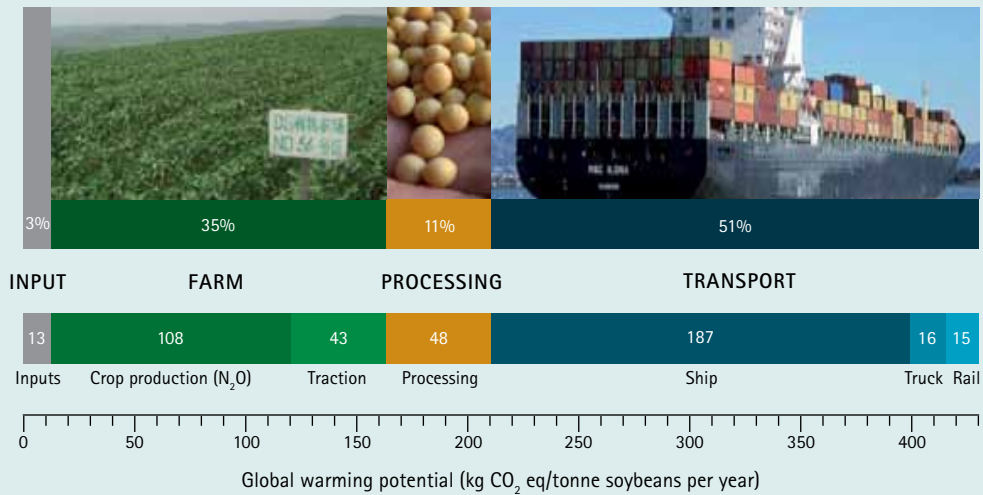 3%
35%
11%
51%
INPUT
FARM
PROCESSING
TRANSPORT
13
108
43
48
187
16
15
Inputs
Crop production (N₂O)
Traction
Processing
Ship
Truck
Rail
0
50
100
150
200
250
300
350
400
Global warming potential (kg CO₂ eq/tonne soybeans per year)